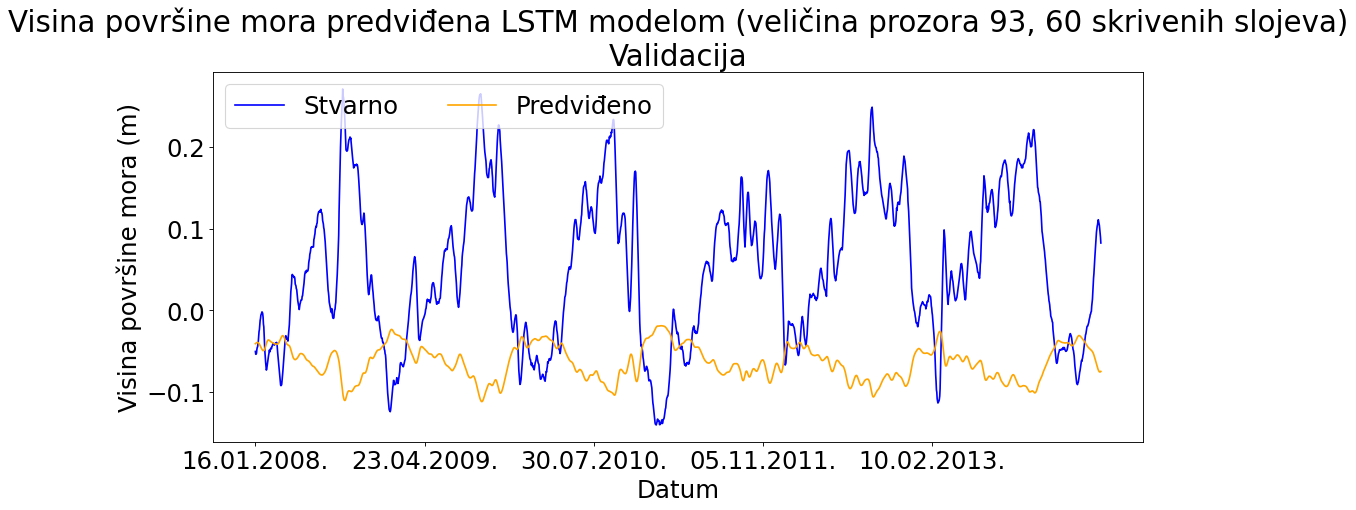 Visina površine mora predviđena LSTM modelom (veličina prozora 93, 60 skrivenih slojeva)
Validacija
Stvarno
Predviđeno
Visina površine mora (m)
0.2
0.1
0.0
−0.1
16.01.2008.
23.04.2009.
30.07.2010.
05.11.2011.
10.02.2013.
Datum